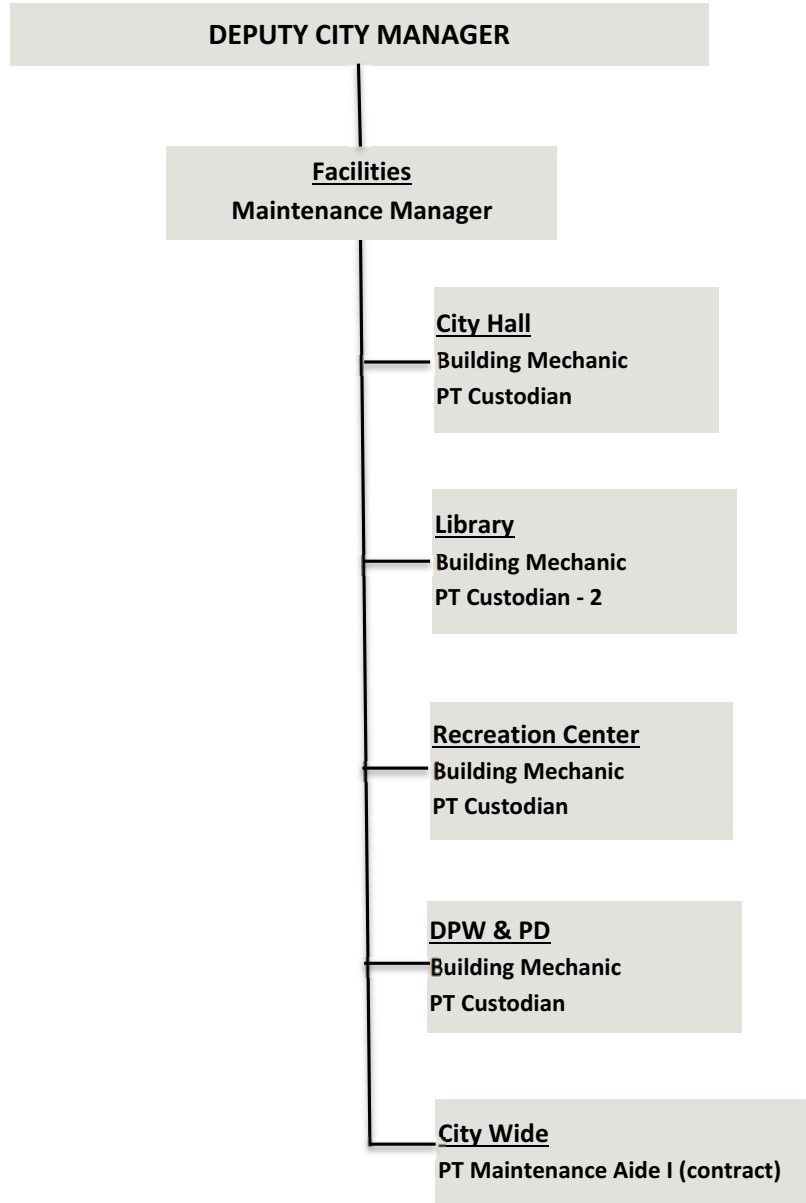 DEPUTY CITY MANAGER
Facilities
Maintenance Manager
City Hall
Building Mechanic
PT Custodian
Library
Building Mechanic
PT Custodian - 2
Recreation Center
Building Mechanic
PT Custodian
DPW & PD
Building Mechanic
PT Custodian
City Wide
PT Maintenance Aide I (contract)